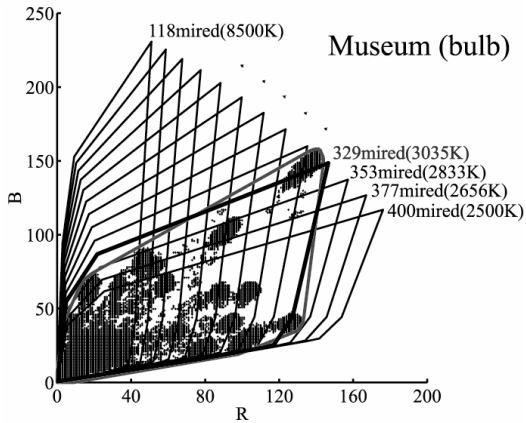 250
118mired(8500K)
Museum (bulb)
200
150
329mired(3035K)
353mired(2833K)
B
377mired(2656K)
100
400mired(2500K)
50
0
0 40 80 120 160 200
R